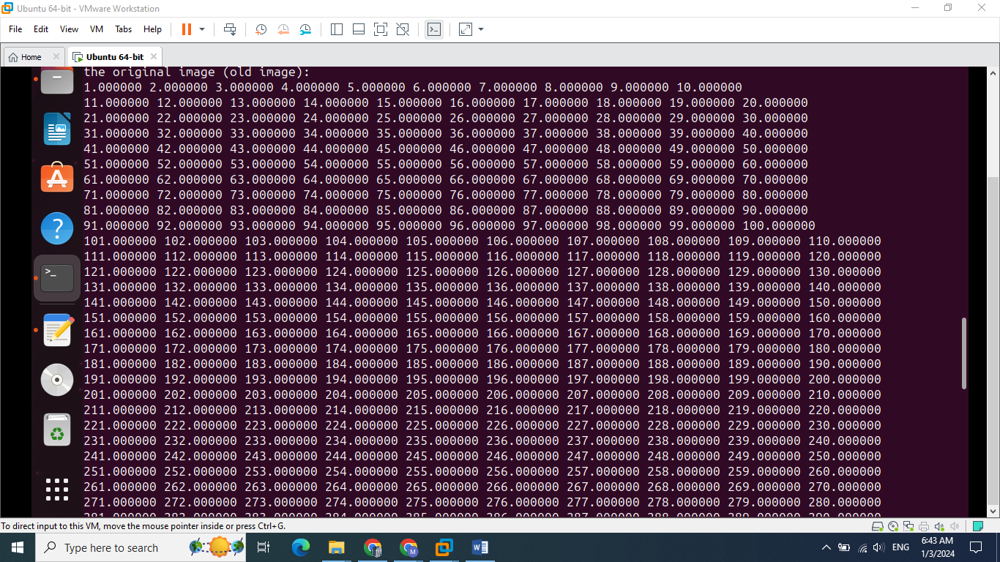 Ubuntu 64-bit - VMware Workstation
File Edit View VM Tabs Help
Home Ubuntu 64-bit
the original image (old image):
1.000000 2.000000 3.000000 4.000000 5.000000 6.000000 7.000000 8.000000 9.000000 10.000000
11.000000 12.000000 13.000000 14.000000 15.000000 16.000000 17.000000 18.000000 19.000000 20.000000
21.000000 22.000000 23.000000 24.000000 25.000000 26.000000 27.000000 28.000000 29.000000 30.000000
31.000000 32.000000 33.000000 34.000000 35.000000 36.000000 37.000000 38.000000 39.000000 40.000000
41.000000 42.000000 43.000000 44.000000 45.000000 46.000000 47.000000 48.000000 49.000000 50.000000
51.000000 52.000000 53.000000 54.000000 55.000000 56.000000 57.000000 58.000000 59.000000 60.000000
61.000000 62.000000 63.000000 64.000000 65.000000 66.000000 67.000000 68.000000 69.000000 70.000000
71.000000 72.000000 73.000000 74.000000 75.000000 76.000000 77.000000 78.000000 79.000000 80.000000
81.000000 82.000000 83.000000 84.000000 85.000000 86.000000 87.000000 88.000000 89.000000 90.000000
91.000000 92.000000 93.000000 94.000000 95.000000 96.000000 97.000000 98.000000 99.000000 100.000000
101.000000 102.000000 103.000000 104.000000 105.000000 106.000000 107.000000 108.000000 109.000000 110.000000
111.000000 112.000000 113.000000 114.000000 115.000000 116.000000 117.000000 118.000000 119.000000 120.000000
121.000000 122.000000 123.000000 124.000000 125.000000 126.000000 127.000000 128.000000 129.000000 130.000000
131.000000 132.000000 133.000000 134.000000 135.000000 136.000000 137.000000 138.000000 139.000000 140.000000
141.000000 142.000000 143.000000 144.000000 145.000000 146.000000 147.000000 148.000000 149.000000 150.000000
151.000000 152.000000 153.000000 154.000000 155.000000 156.000000 157.000000 158.000000 159.000000 160.000000
161.000000 162.000000 163.000000 164.000000 165.000000 166.000000 167.000000 168.000000 169.000000 170.000000
171.000000 172.000000 173.000000 174.000000 175.000000 176.000000 177.000000 178.000000 179.000000 180.000000
181.000000 182.000000 183.000000 184.000000 185.000000 186.000000 187.000000 188.000000 189.000000 190.000000
191.000000 192.000000 193.000000 194.000000 195.000000 196.000000 197.000000 198.000000 199.000000 200.000000
201.000000 202.000000 203.000000 204.000000 205.000000 206.000000 207.000000 208.000000 209.000000 210.000000
211.000000 212.000000 213.000000 214.000000 215.000000 216.000000 217.000000 218.000000 219.000000 220.000000
221.000000 222.000000 223.000000 224.000000 225.000000 226.000000 227.000000 228.000000 229.000000 230.000000
231.000000 232.000000 233.000000 234.000000 235.000000 236.000000 237.000000 238.000000 239.000000 240.000000
241.000000 242.000000 243.000000 244.000000 245.000000 246.000000 247.000000 248.000000 249.000000 250.000000
251.000000 252.000000 253.000000 254.000000 255.000000 256.000000 257.000000 258.000000 259.000000 260.000000
261.000000 262.000000 263.000000 264.000000 265.000000 266.000000 267.000000 268.000000 269.000000 270.000000
271.000000 272.000000 273.000000 274.000000 275.000000 276.000000 277.000000 278.000000 279.000000 280.000000
To direct input to this VM, move the mouse pointer inside or press Ctrl+G.
Type here to search
ENG
6:43 AM
1/3/2024